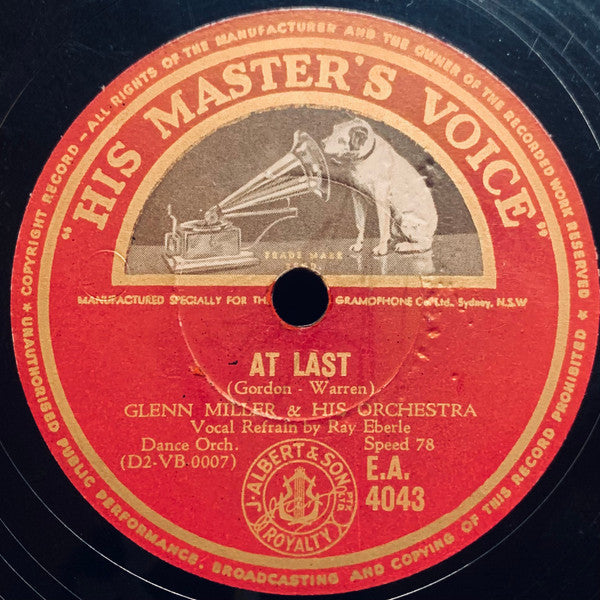 UNAUTHORISED PUBLIC PERFORMANCE, BROADCASTING AND COPYING OF THIS RECORD PROHIBITED ★ COPYRIGHT RECORD — ALL RIGHTS OF THE MANUFACTURER AND THE OWNER OF THE RECORDED WORK RESERVED
"HIS MASTER'S VOICE"
TRADE MARK
MANUFACTURED SPECIALLY FOR TH GRAMOPHONE Co. Ltd. Sydney, N.S.W
AT LAST
(Gordon - Warren)
GLENN MILLER & HIS ORCHESTRA
Vocal Refrain by Ray Eberle
Dance Orch. Speed 78
(D2-VB 0007) E.A.
4043
J. ALBERT & SON PTY LTD
ROYALTY